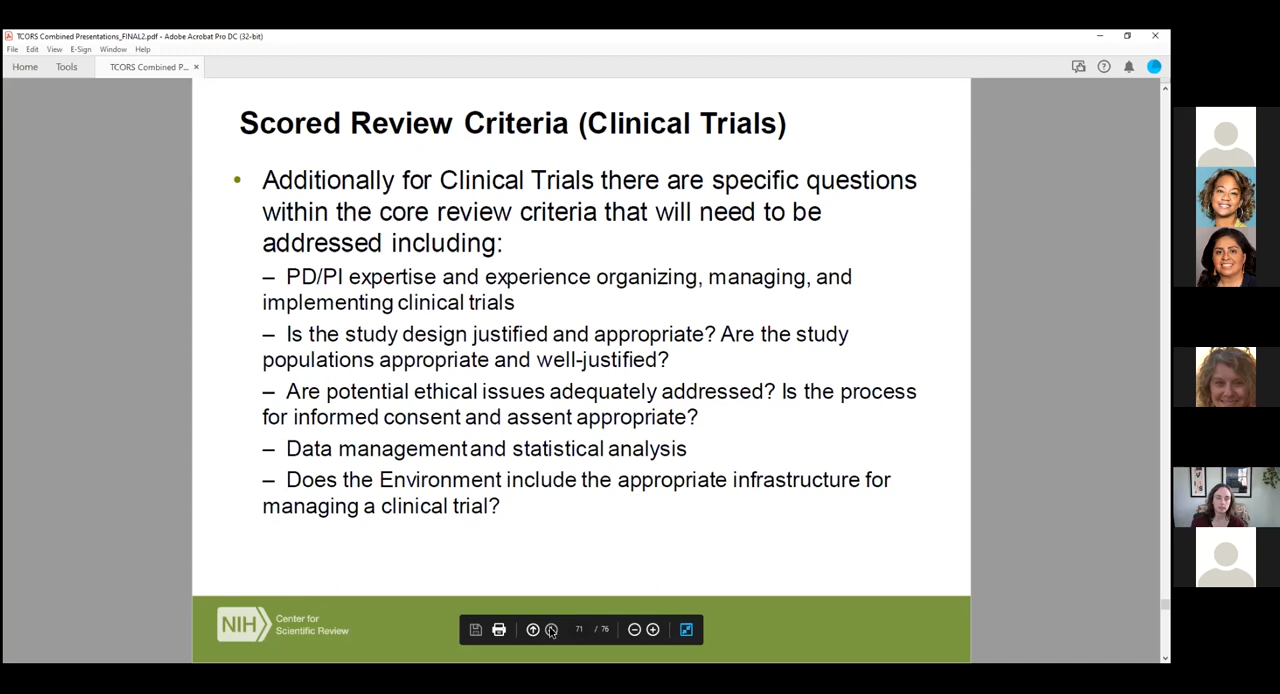 TCORS Combined Presentations_FINAL2.pdf - Adobe Acrobat Pro DC (32-bit)
File Edit View E-Sign Window Help
Home Tools TCORS Combined P... ×
Scored Review Criteria (Clinical Trials)
• Additionally for Clinical Trials there are specific questions
within the core review criteria that will need to be
addressed including:
– PD/PI expertise and experience organizing, managing, and
implementing clinical trials
– Is the study design justified and appropriate? Are the study
populations appropriate and well-justified?
– Are potential ethical issues adequately addressed? Is the process
for informed consent and assent appropriate?
– Data management and statistical analysis
– Does the Environment include the appropriate infrastructure for
managing a clinical trial?
NIH Center for
Scientific Review
71 / 76